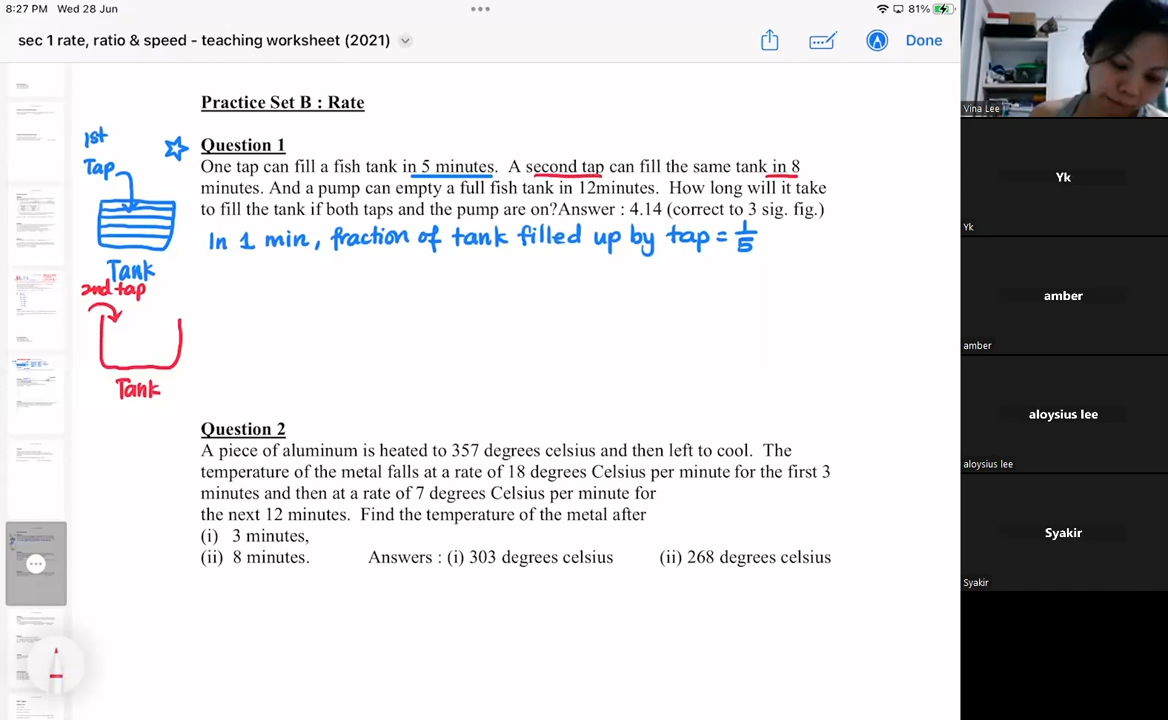 8:27 PM Wed 28 Jun
81%
sec 1 rate, ratio & speed - teaching worksheet (2021)
Done
Practice Set B : Rate
1st
Tap
Tank
2nd tap
Tank
Question 1
One tap can fill a fish tank in 5 minutes. A second tap can fill the same tank in 8
minutes. And a pump can empty a full fish tank in 12minutes. How long will it take
to fill the tank if both taps and the pump are on?Answer : 4.14 (correct to 3 sig. fig.)
In 1 min, fraction of tank filled up by tap = 1/5
Question 2
A piece of aluminum is heated to 357 degrees celsius and then left to cool. The
temperature of the metal falls at a rate of 18 degrees Celsius per minute for the first 3
minutes and then at a rate of 7 degrees Celsius per minute for
the next 12 minutes. Find the temperature of the metal after
(i) 3 minutes,
(ii) 8 minutes. Answers : (i) 303 degrees celsius (ii) 268 degrees celsius
Vina Lee
Yk
Yk
amber
amber
aloysius lee
aloysius lee
Syakir
Syakir